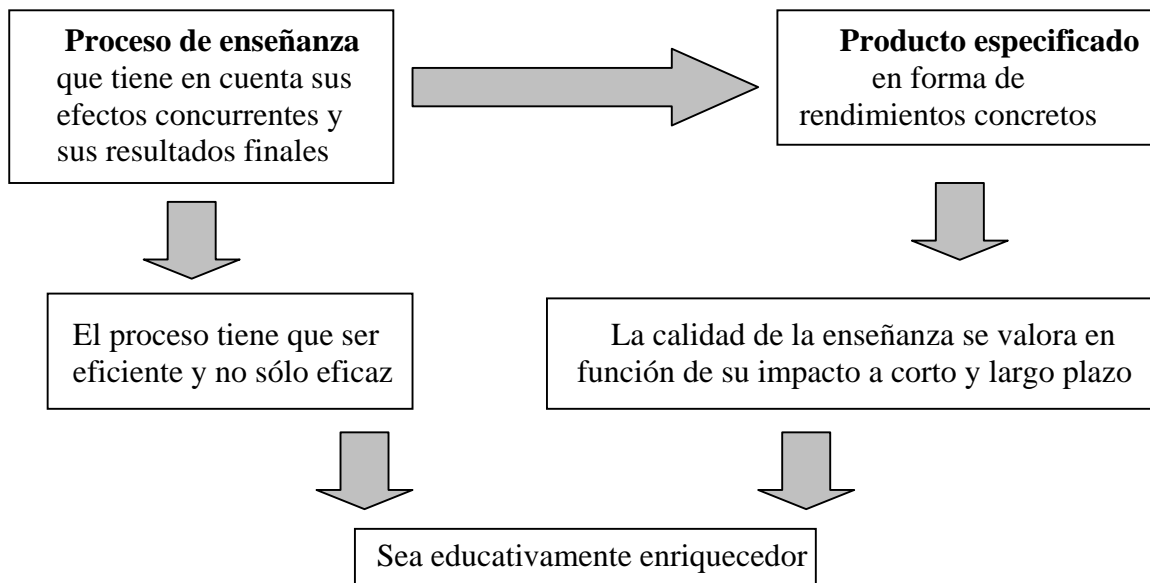 Proceso de enseñanza
que tiene en cuenta sus
efectos concurrentes y
sus resultados finales
Producto especificado
en forma de
rendimientos concretos
El proceso tiene que ser
eficiente y no sólo eficaz
La calidad de la enseñanza se valora en
función de su impacto a corto y largo plazo
Sea educativamente enriquecedor